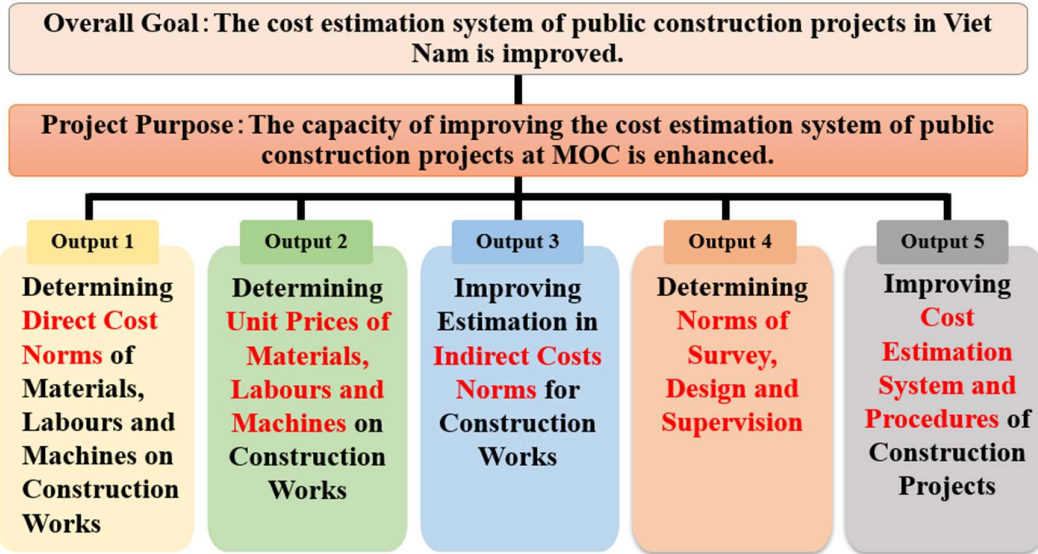 Overall Goal:The cost estimation system of public construction projects in Viet
Nam is improved.
Project Purpose:The capacity of improving the cost estimation system of public
construction projects at MOC is enhanced.
Output 1
Determining
Direct Cost
Norms of
Materials,
Labours and
Machines on
Construction
Works
Output 2
Determining
Unit Prices of
Materials,
Labours and
Machines on
Construction
Works
Output 3
Improving
Estimation in
Indirect Costs
Norms for
Construction
Works
Output 4
Determining
Norms of
Survey,
Design and
Supervision
Output 5
Improving
Cost
Estimation
System and
Procedures of
Construction
Projects